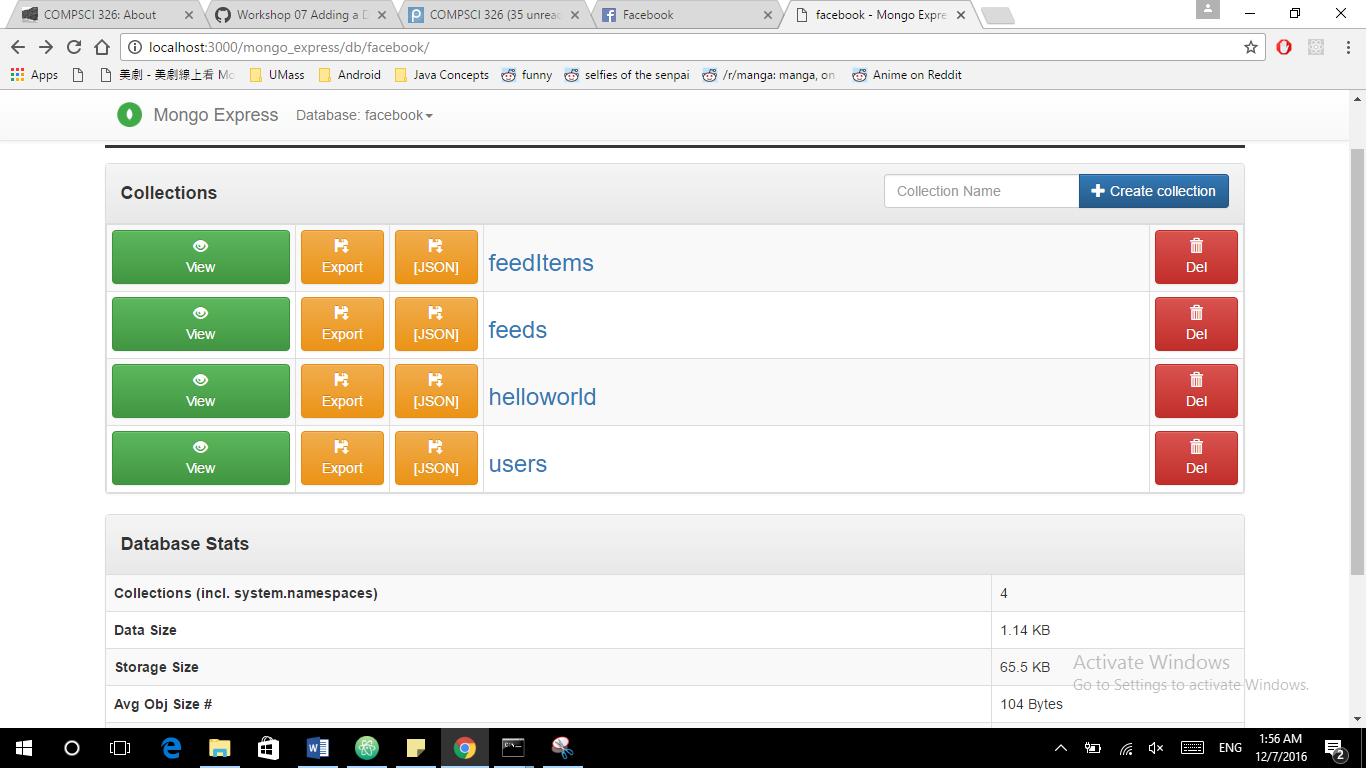 COMPSCI 326: About
Workshop 07 Adding a D
COMPSCI 326 (35 unread
Facebook
facebook - Mongo Expre
localhost:3000/mongo_express/db/facebook/
Apps
美剧 - 美劇線上看 Mo
UMass
Android
Java Concepts
funny
selfies of the senpai
/r/manga: manga, on
Anime on Reddit
Mongo Express
Database: facebook
Collections
Collection Name
Create collection
View
Export
[JSON]
feedItems
Del
View
Export
[JSON]
feeds
Del
View
Export
[JSON]
helloworld
Del
View
Export
[JSON]
users
Del
Database Stats
Collections (incl. system.namespaces)
4
Data Size
1.14 KB
Storage Size
65.5 KB
Avg Obj Size #
104 Bytes
Activate Windows
Go to Settings to activate Windows.
ENG
1:56 AM
12/7/2016
2